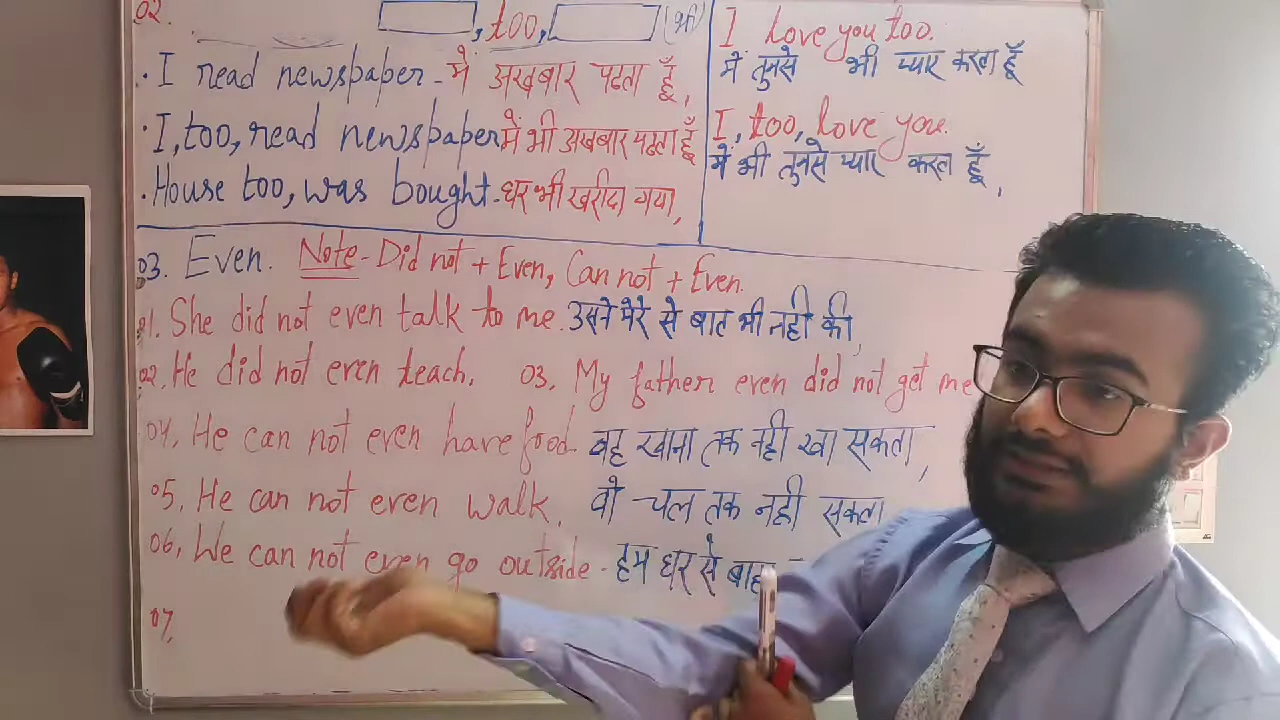 02.
, too, (भी)
. I read newspaper - में अखबार पढता हूँ,
. I, too, read newspaper में भी अखबार पढता हूँ
. House too, was bought - घर भी खरीदा गया,
I love you too.
में तुमसे भी प्यार करता हूँ
I, too, love you.
में भी तुमसे प्यार करता हूँ,
03. Even. Note - Did not + Even, Can not + Even.
01. She did not even talk to me. उसने मेरे से बात भी नही की,
02. He did not even teach. 03. My father even did not get me
04. He can not even have food. वह खाना तक नही खा सकता,
05. He can not even walk. वो चल तक नही सकता
06. We can not even go outside - हम घर से
07.